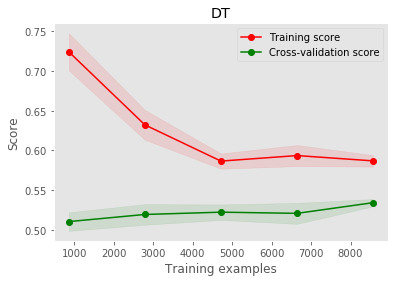 DT
0.75
0.70
0.65
0.60
0.55
0.50
Score
Training score
Cross-validation score
1000 2000 3000 4000 5000 6000 7000 8000
Training examples